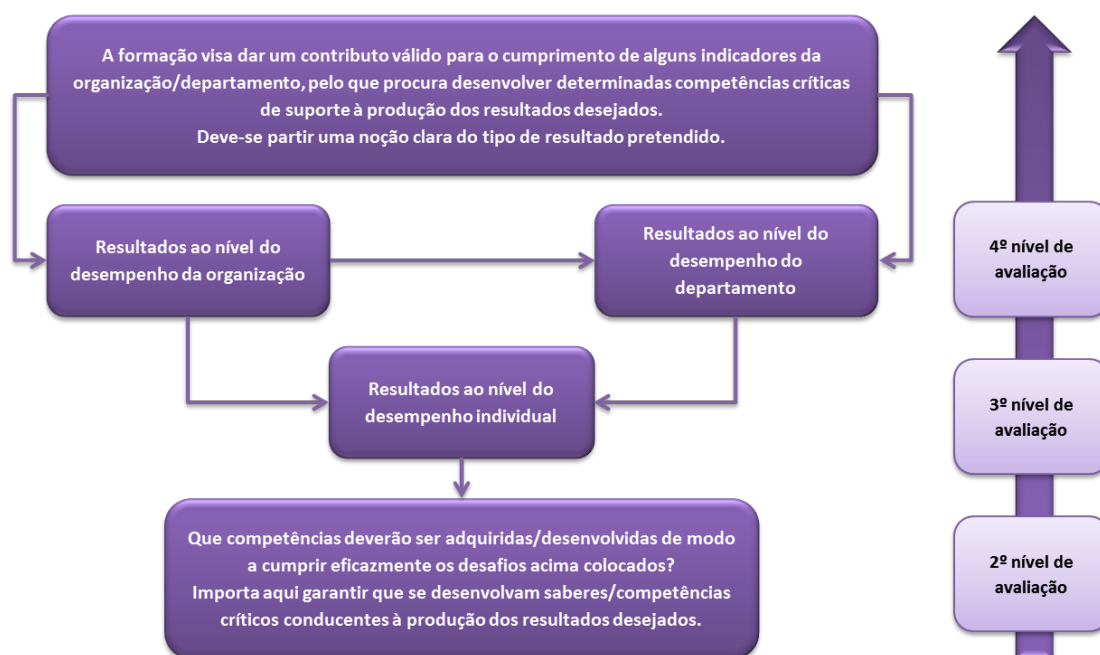 A formação visa dar um contributo válido para o cumprimento de alguns indicadores da
organização/departamento, pelo que procura desenvolver determinadas competências críticas
de suporte à produção dos resultados desejados.
Deve-se partir uma noção clara do tipo de resultado pretendido.
Resultados ao nível do
desempenho da organização
Resultados ao nível do
desempenho do
departamento
4º nível de
avaliação
Resultados ao nível do
desempenho individual
3º nível de
avaliação
Que competências deverão ser adquiridas/desenvolvidas de modo
a cumprir eficazmente os desafios acima colocados?
Importa aqui garantir que se desenvolvam saberes/competências
críticos conducentes à produção dos resultados desejados.
2º nível de
avaliação